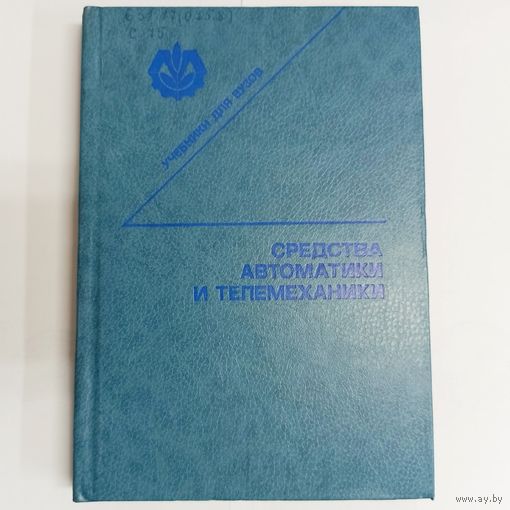 УЧЕБНИКИ ДЛЯ ВУЗОВ
СРЕДСТВА
АВТОМАТИКИ
И ТЕЛЕМЕХАНИКИ
www.ay.by